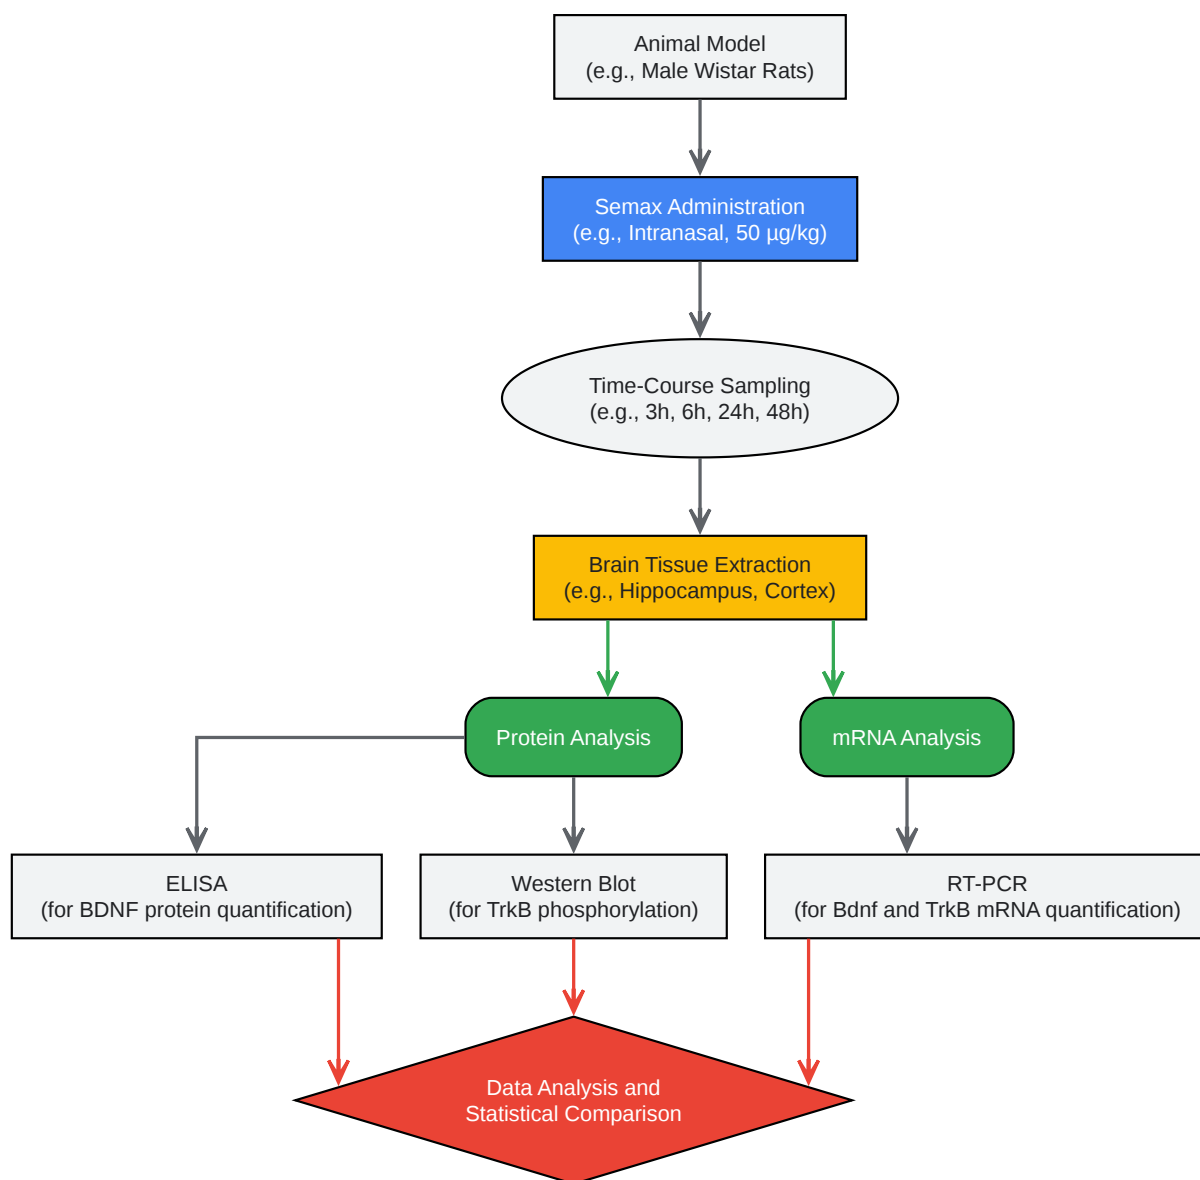 Animal Model
(e.g., Male Wistar Rats)
Semax Administration
(e.g., Intranasal, 50 µg/kg)
Time-Course Sampling
(e.g., 3h, 6h, 24h, 48h)
Brain Tissue Extraction
(e.g., Hippocampus, Cortex)
Protein Analysis
mRNA Analysis
ELISA
(for BDNF protein quantification)
Western Blot
(for TrkB phosphorylation)
RT-PCR
(for Bdnf and TrkB mRNA quantification)
Data Analysis and
Statistical Comparison